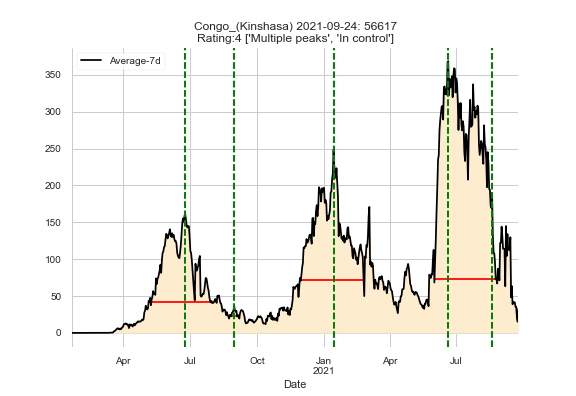 Congo_(Kinshasa) 2021-09-24: 56617
Rating:4 ['Multiple peaks', 'In control']
Average-7d
350
300
250
200
150
100
50
0
Apr
Jul
Oct
Jan
2021
Apr
Jul
Date